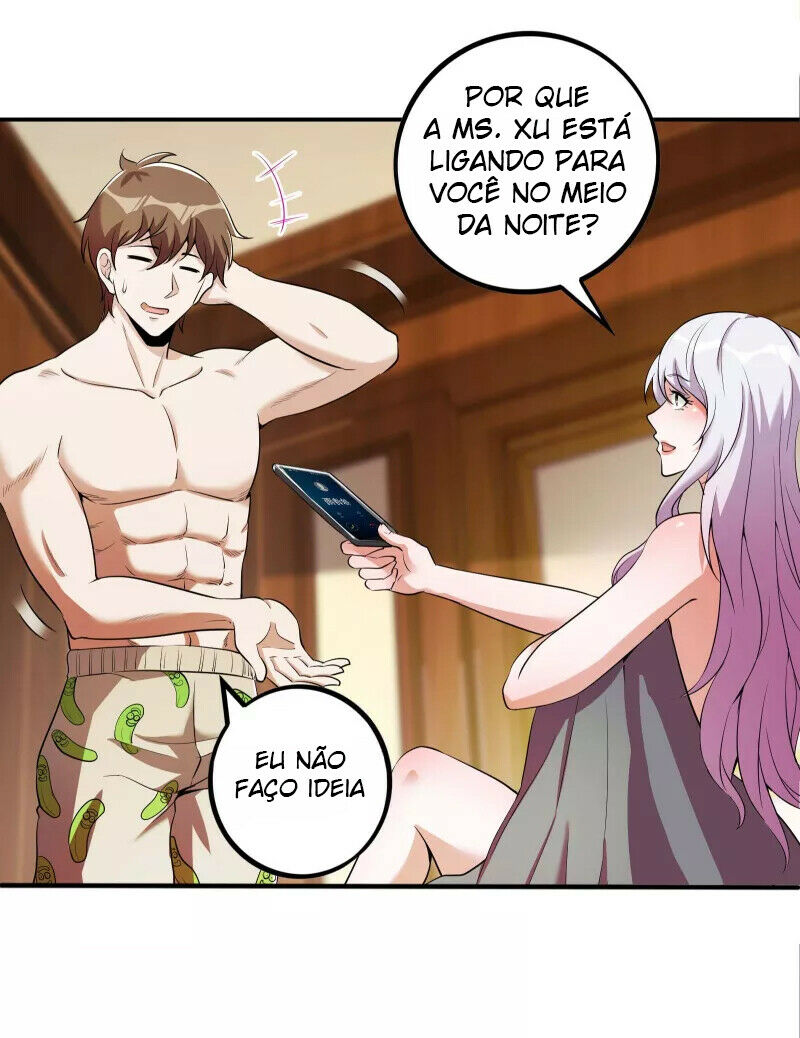 POR QUE
A MS. XU ESTÁ
LIGANDO PARA
VOCÊ NO MEIO
DA NOITE?
EU NÃO
FAÇO IDEIA